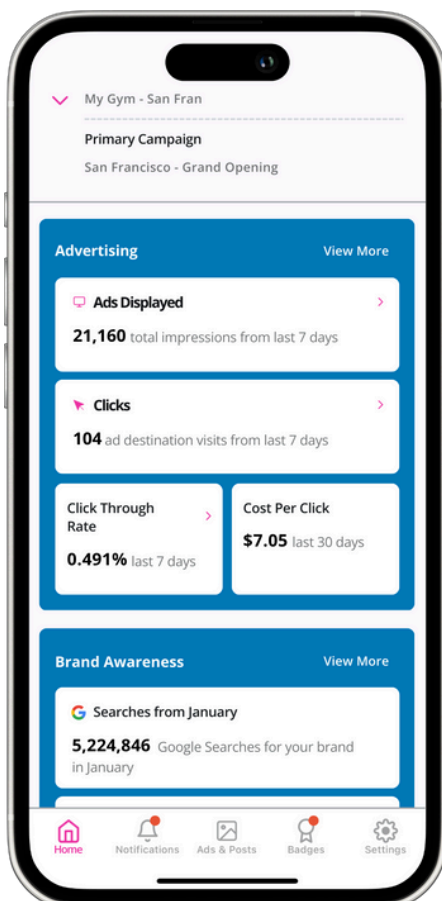 My Gym - San Fran
Primary Campaign
San Francisco - Grand Opening
Advertising
View More
Ads Displayed
21,160 total impressions from last 7 days
Clicks
104 ad destination visits from last 7 days
Click Through
Rate
0.491% last 7 days
Cost Per Click
$7.05 last 30 days
Brand Awareness
View More
Searches from January
5,224,846 Google Searches for your brand
in January
Home
Notifications
Ads & Posts
Badges
Settings